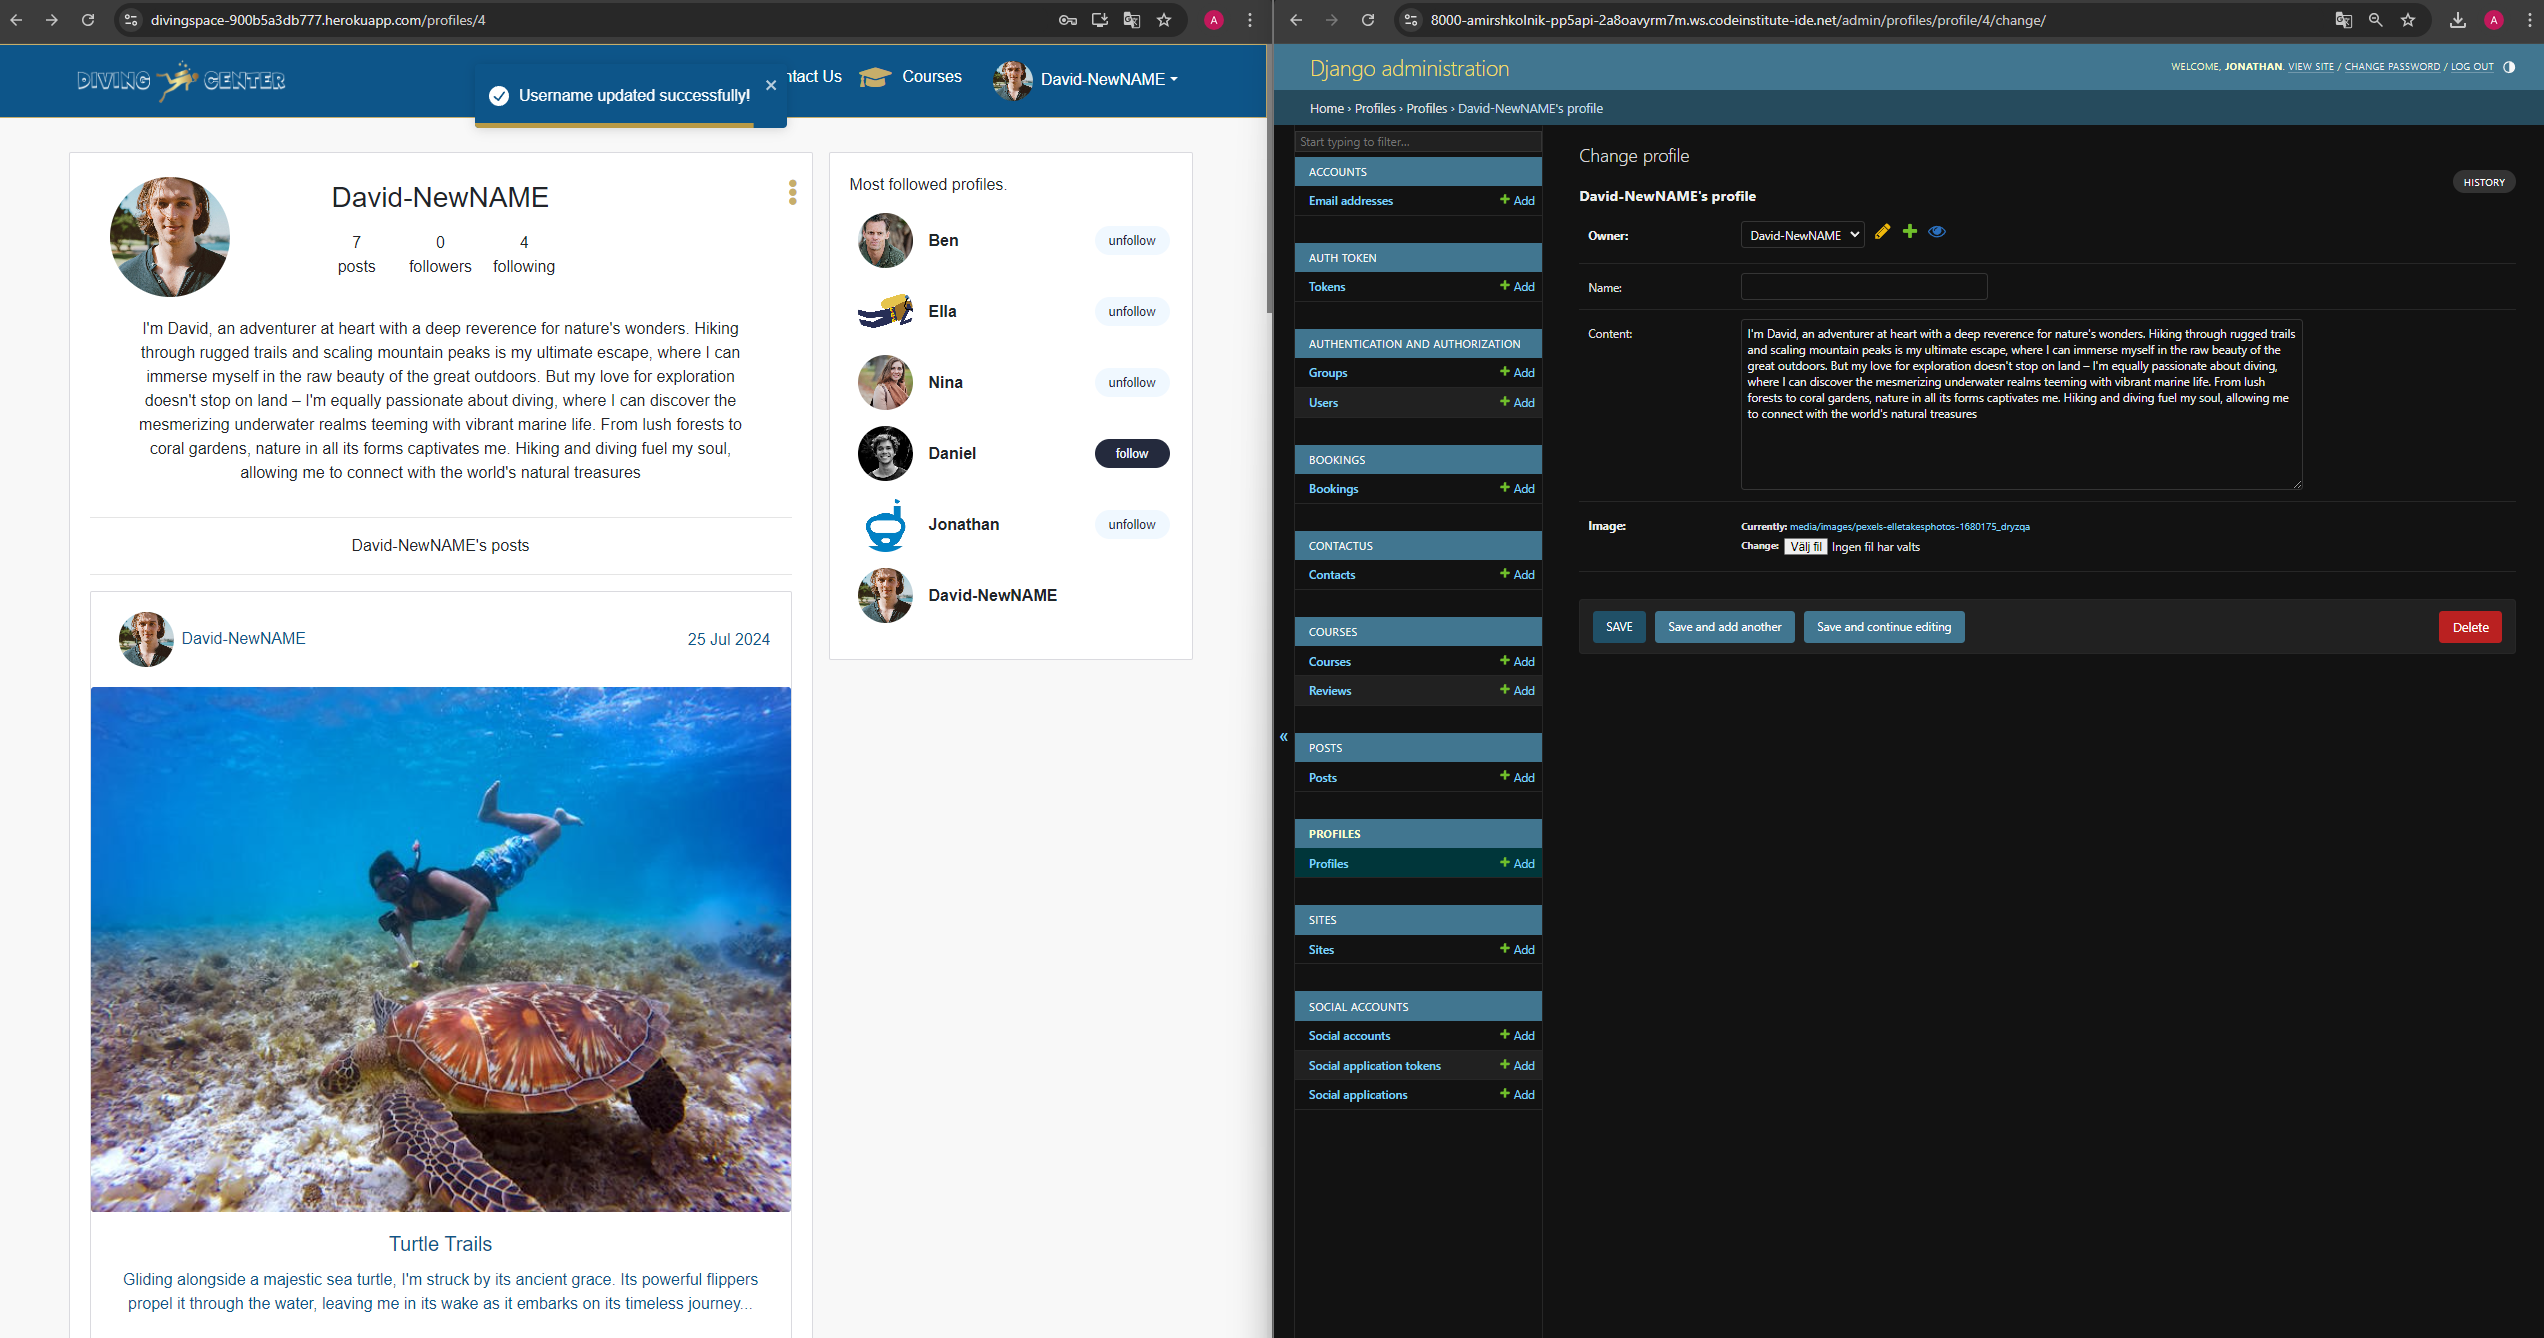 divingspace-900b5a3db777.herokuapp.com/profiles/4
A
DIVING CENTER
ntact Us
Courses
David-NewNAME
Username updated successfully!
David-NewNAME
7
posts
0
followers
4
following
I'm David, an adventurer at heart with a deep reverence for nature's wonders. Hiking
through rugged trails and scaling mountain peaks is my ultimate escape, where I can
immerse myself in the raw beauty of the great outdoors. But my love for exploration
doesn't stop on land – I'm equally passionate about diving, where I can discover the
mesmerizing underwater realms teeming with vibrant marine life. From lush forests to
coral gardens, nature in all its forms captivates me. Hiking and diving fuel my soul,
allowing me to connect with the world's natural treasures
David-NewNAME's posts
David-NewNAME
25 Jul 2024
Turtle Trails
Gliding alongside a majestic sea turtle, I'm struck by its ancient grace. Its powerful flippers
propel it through the water, leaving me in its wake as it embarks on its timeless journey...
Most followed profiles.
Ben
unfollow
Ella
unfollow
Nina
unfollow
Daniel
follow
Jonathan
unfollow
David-NewNAME
8000-amirshkolnik-pp5api-2a8oavyrm7m.ws.codeinstitute-ide.net/admin/profiles/profile/4/change/
A
Django administration
WELCOME, JONATHAN. VIEW SITE / CHANGE PASSWORD / LOG OUT
Home › Profiles › Profiles › David-NewNAME's profile
Start typing to filter...
ACCOUNTS
Email addresses
Add
AUTH TOKEN
Tokens
Add
AUTHENTICATION AND AUTHORIZATION
Groups
Add
Users
Add
BOOKINGS
Bookings
Add
CONTACTUS
Contacts
Add
COURSES
Courses
Add
Reviews
Add
POSTS
Posts
Add
PROFILES
Profiles
Add
SITES
Sites
Add
SOCIAL ACCOUNTS
Social accounts
Add
Social application tokens
Add
Social applications
Add
«
Change profile
HISTORY
David-NewNAME's profile
Owner:
David-NewNAME
Name:
Content:
I'm David, an adventurer at heart with a deep reverence for nature's wonders. Hiking through rugged trails
and scaling mountain peaks is my ultimate escape, where I can immerse myself in the raw beauty of the
great outdoors. But my love for exploration doesn't stop on land – I'm equally passionate about diving,
where I can discover the mesmerizing underwater realms teeming with vibrant marine life. From lush
forests to coral gardens, nature in all its forms captivates me. Hiking and diving fuel my soul, allowing me
to connect with the world's natural treasures
Image:
Currently: media/images/pexels-elletakesphotos-1680175_dryzqa
Change: Välj fil Ingen fil har valts
SAVE
Save and add another
Save and continue editing
Delete